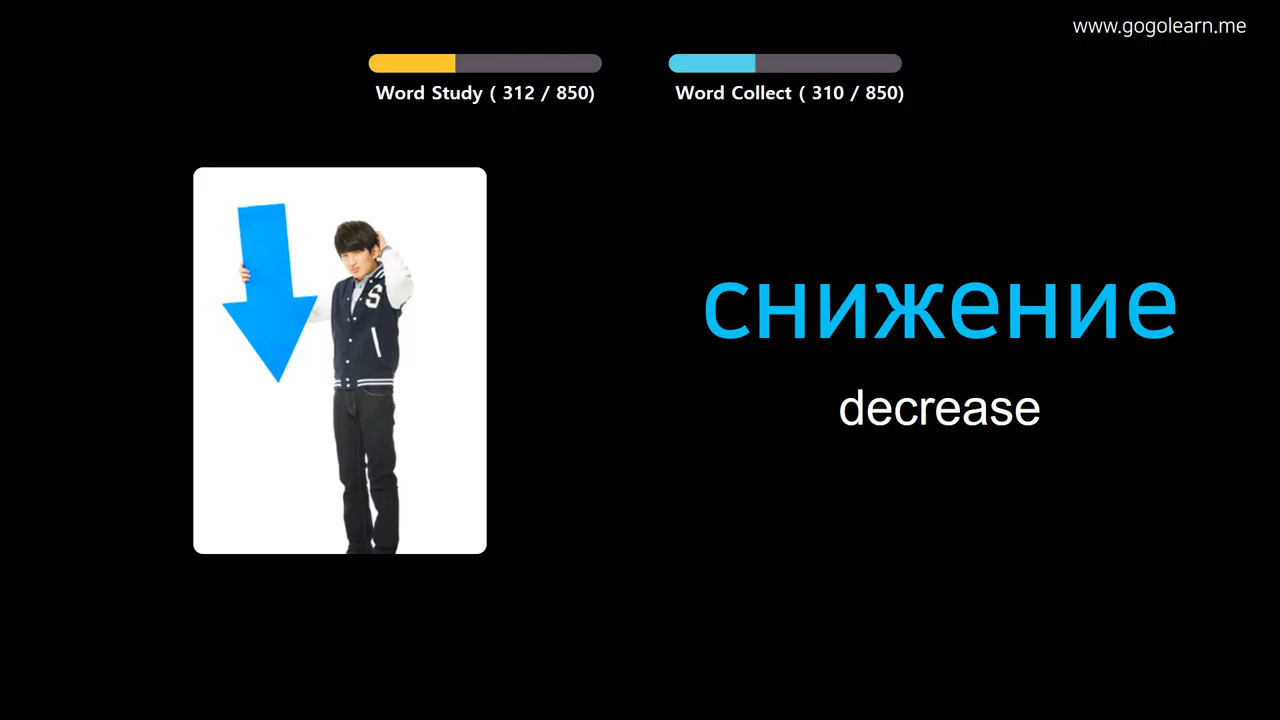 www.gogolearn.me
Word Study ( 312 / 850)
Word Collect ( 310 / 850)
S
снижение
decrease